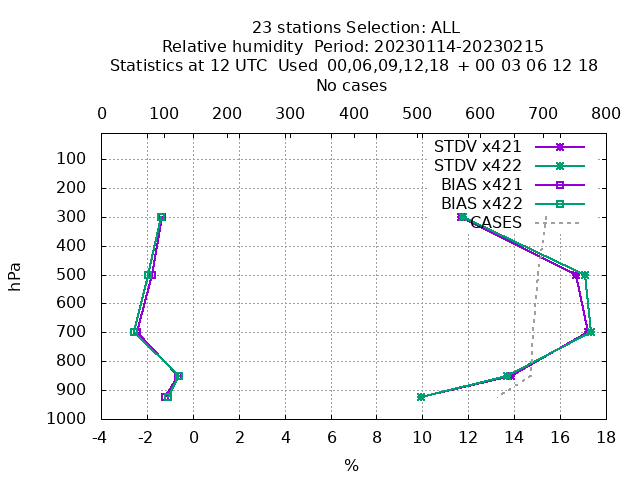 23 stations Selection: ALL
Relative humidity  Period: 20230114-20230215
Statistics at 12 UTC  Used  00,06,09,12,18  + 00 03 06 12 18
No cases
0 50 100 200 300 400 500 600 700 800
STDV x421
STDV x422
BIAS x421
BIAS x422
CASES
100
200
300
400
500
600
700
800
900
1000
hPa
-4 -2 0 2 4 6 8 10 12 14 16 18
%